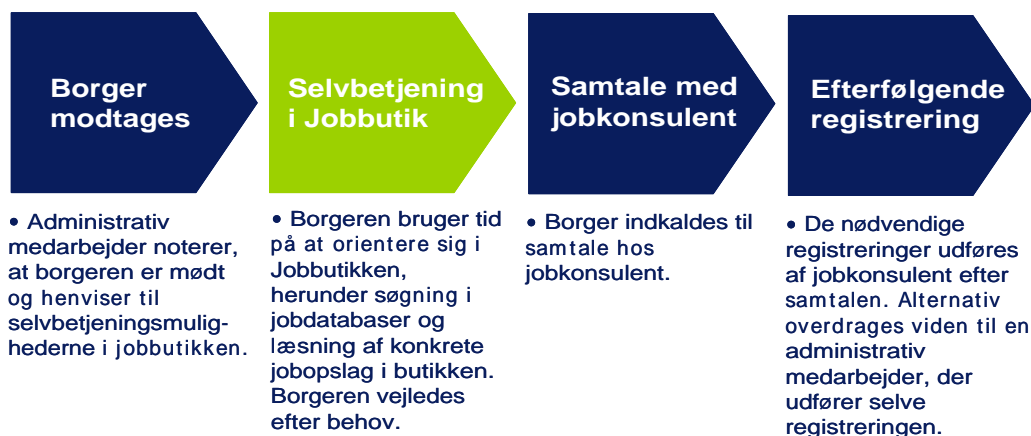 Borger
modtages
• Administrativ
medarbejder noterer,
at borgeren er mødt
og henviser til
selvbetjeningsmulig-
hederne i jobbutikken.
Selvbetjening
i Jobbutik
• Borgeren bruger tid
på at orientere sig i
Jobbutikken,
herunder søgning i
jobdatabaser og
læsning af konkrete
jobopslag i butikken.
Borgeren vejledes
efter behov.
Samtale med
jobkonsulent
• Borger indkaldes til
samtale hos
jobkonsulent.
Efterfølgende
registrering
• De nødvendige
registreringer udføres
af jobkonsulent efter
samtalen. Alternativ
overdrages viden til en
administrativ
medarbejder, der
udfører selve
registreringen.